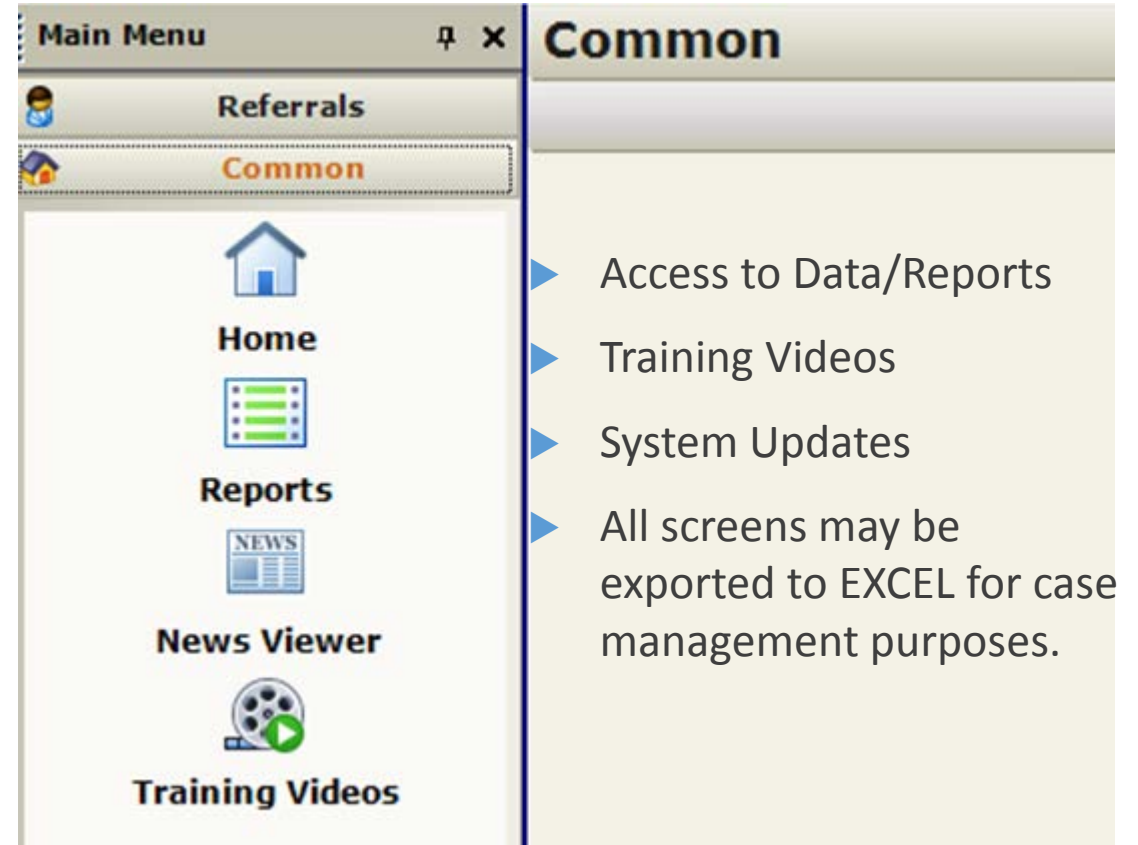 Main Menu
Referrals
Common
Home
Reports
NEWS
News Viewer
Training Videos
Common
Access to Data/Reports
Training Videos
System Updates
All screens may be
exported to EXCEL for case
management purposes.